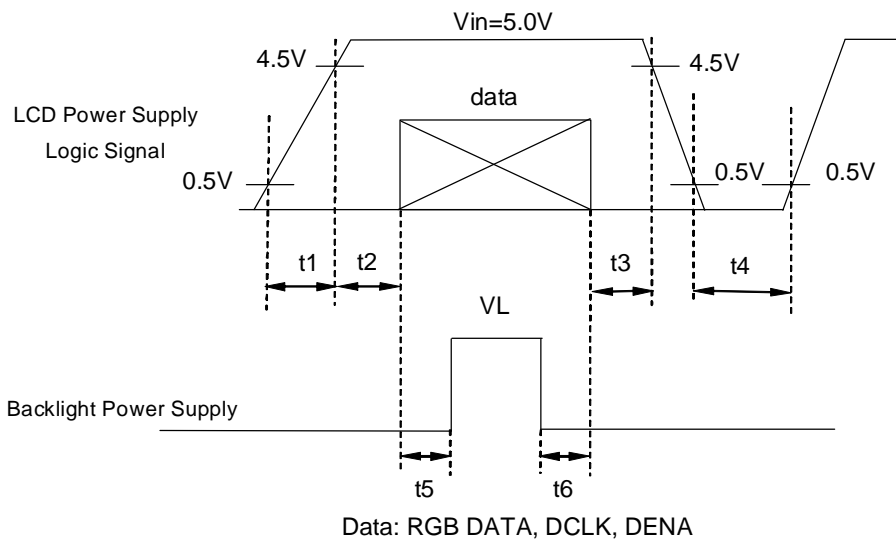 Vin=5.0V
4.5V
4.5V
data
LCD Power Supply
Logic Signal
0.5V
0.5V
0.5V
t1
t2
t3
t4
VL
Backlight Power Supply
t5
t6
Data: RGB DATA, DCLK, DENA